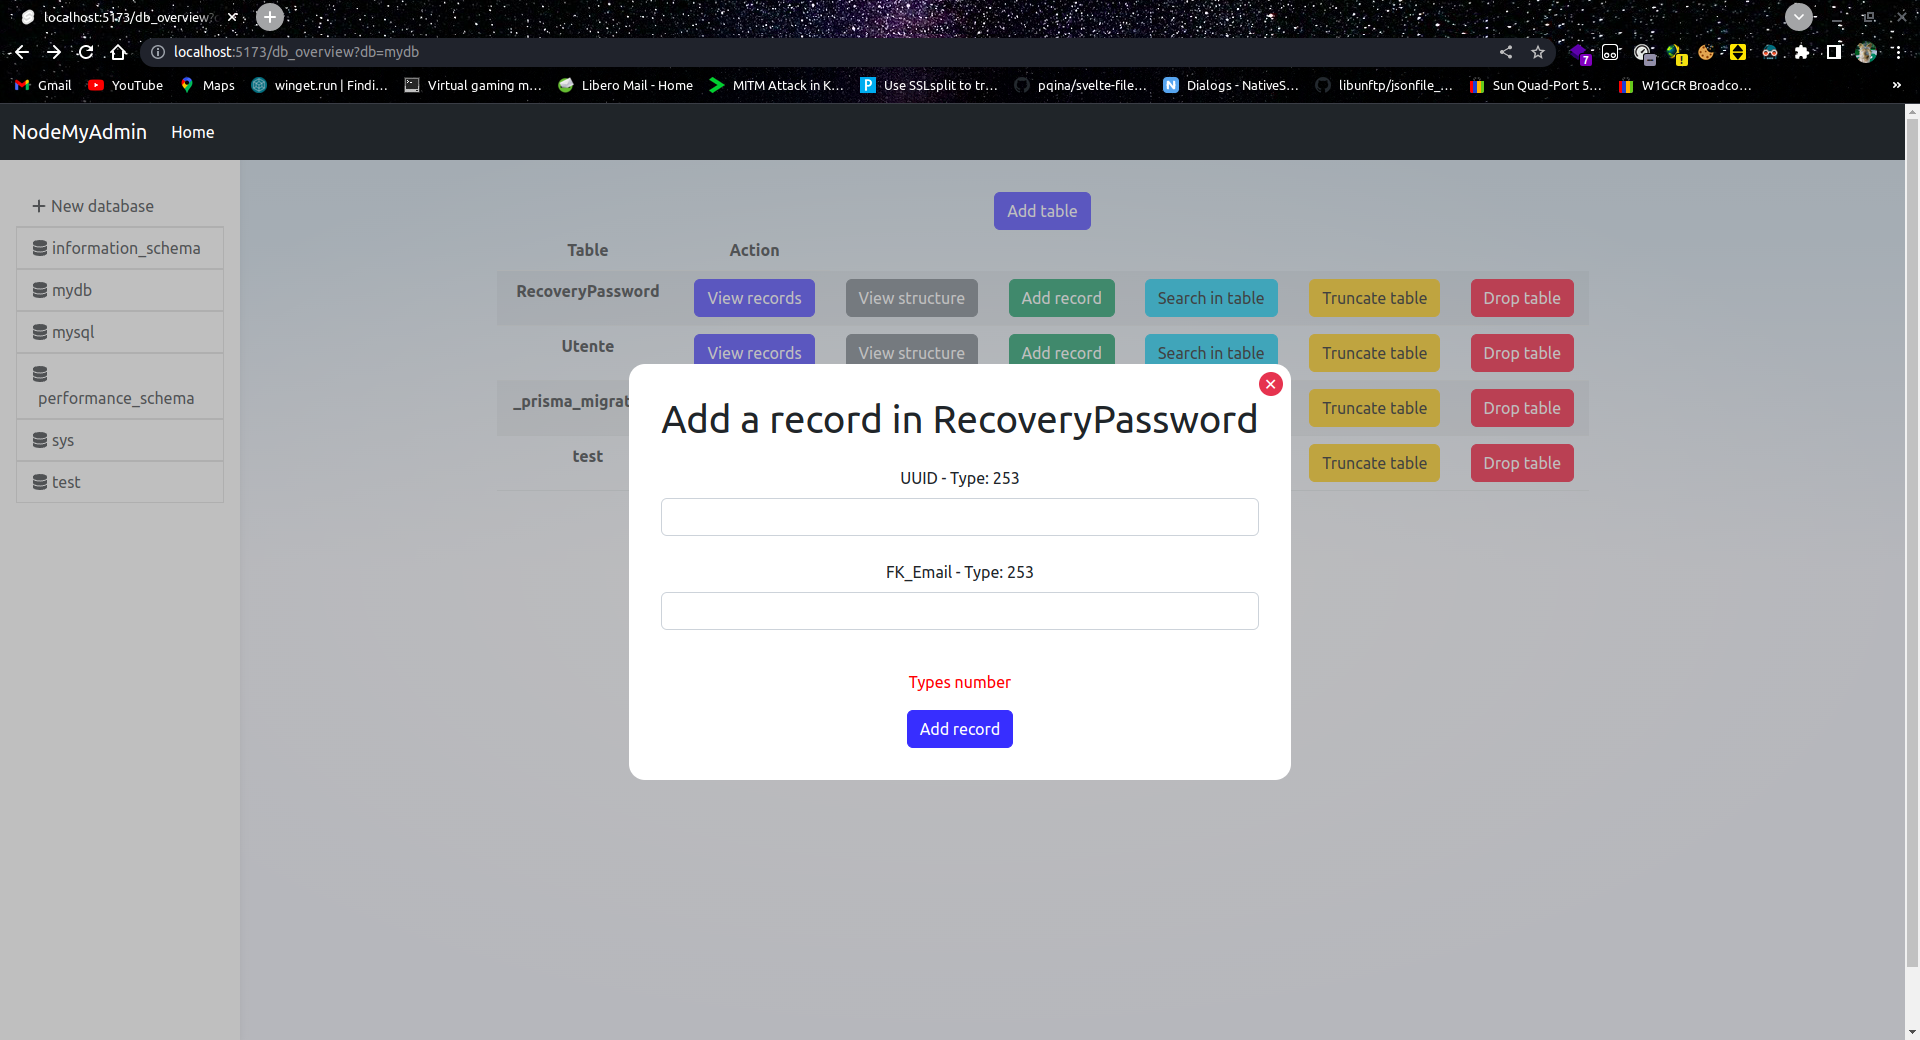 localhost:5173/db_overview?
localhost:5173/db_overview?db=mydb
7
!
Gmail
YouTube
Maps
winget.run | Findi...
Virtual gaming m...
Libero Mail - Home
MITM Attack in K...
Use SSLsplit to tr...
pqina/svelte-file...
Dialogs - NativeS...
libunftp/jsonfile_...
Sun Quad-Port 5...
W1GCR Broadco...
»
NodeMyAdmin Home
New database
information_schema
mydb
mysql
performance_schema
sys
test
Add table
Table Action
RecoveryPassword View records View structure Add record Search in table Truncate table Drop table
Utente View records View structure Add record Search in table Truncate table Drop table
_prisma_migrat Truncate table Drop table
test Truncate table Drop table
Add a record in RecoveryPassword
UUID - Type: 253
FK_Email - Type: 253
Types number
Add record